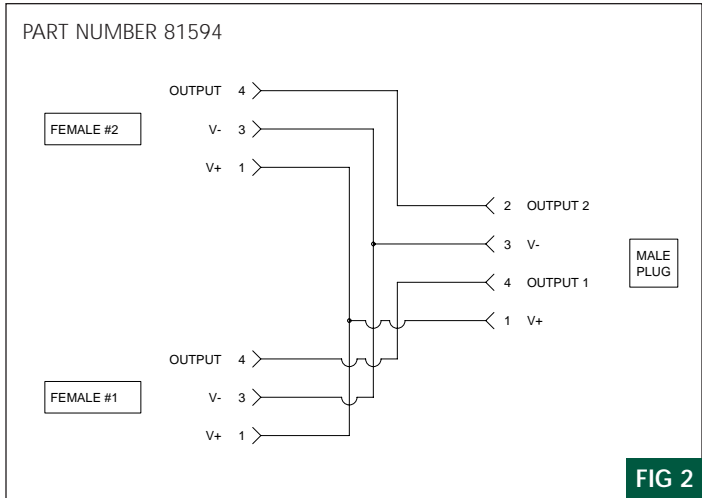 PART NUMBER 81594
OUTPUT 4
FEMALE #2
V- 3
V+ 1
2 OUTPUT 2
3 V-
MALE
PLUG
4 OUTPUT 1
1 V+
OUTPUT 4
FEMALE #1
V- 3
V+ 1
FIG 2